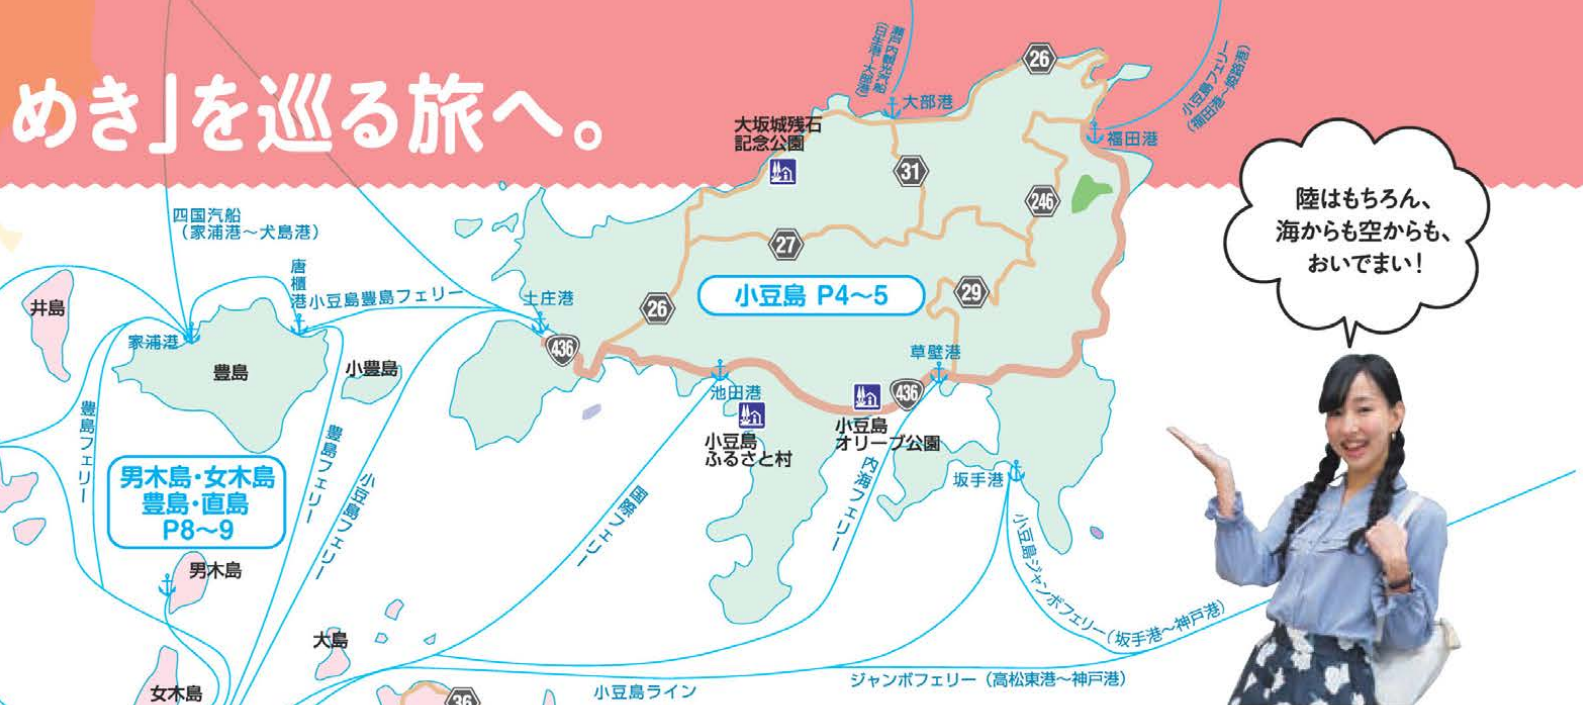 めき」を巡る旅へ。
瀬戸内観光汽船
（日生港～大部港）
大部港
26
小豆島フェリー
（福田港～姫路港）
福田港
大坂城残石
記念公園
31
246
陸はもちろん、
海からも空からも、
おいでまい！
四国汽船
（家浦港～犬島港）
唐櫃港
小豆島豊島フェリー
土庄港
27
小豆島 P4～5
29
26
井島
家浦港
豊島
小豊島
436
草壁港
池田港
436
小豆島
ふるさと村
小豆島
オリーブ公園
坂手港
豊島フェリー
豊島フェリー
小豆島フェリー
国際フェリー
内海フェリー
男木島・女木島
豊島・直島
P8～9
小豆島ジャンボフェリー（坂手港～神戸港）
男木島
大島
女木島
36
小豆島ライン
ジャンボフェリー（高松東港～神戸港）